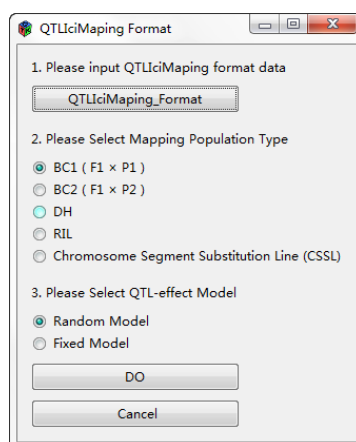 QTLIciMaping Format
1. Please input QTLIciMaping format data
QTLIciMaping_Format
2. Please Select Mapping Population Type
BC1 ( F1 × P1 )
BC2 ( F1 × P2 )
DH
RIL
Chromosome Segment Substitution Line (CSSL)
3. Please Select QTL-effect Model
Random Model
Fixed Model
DO
Cancel